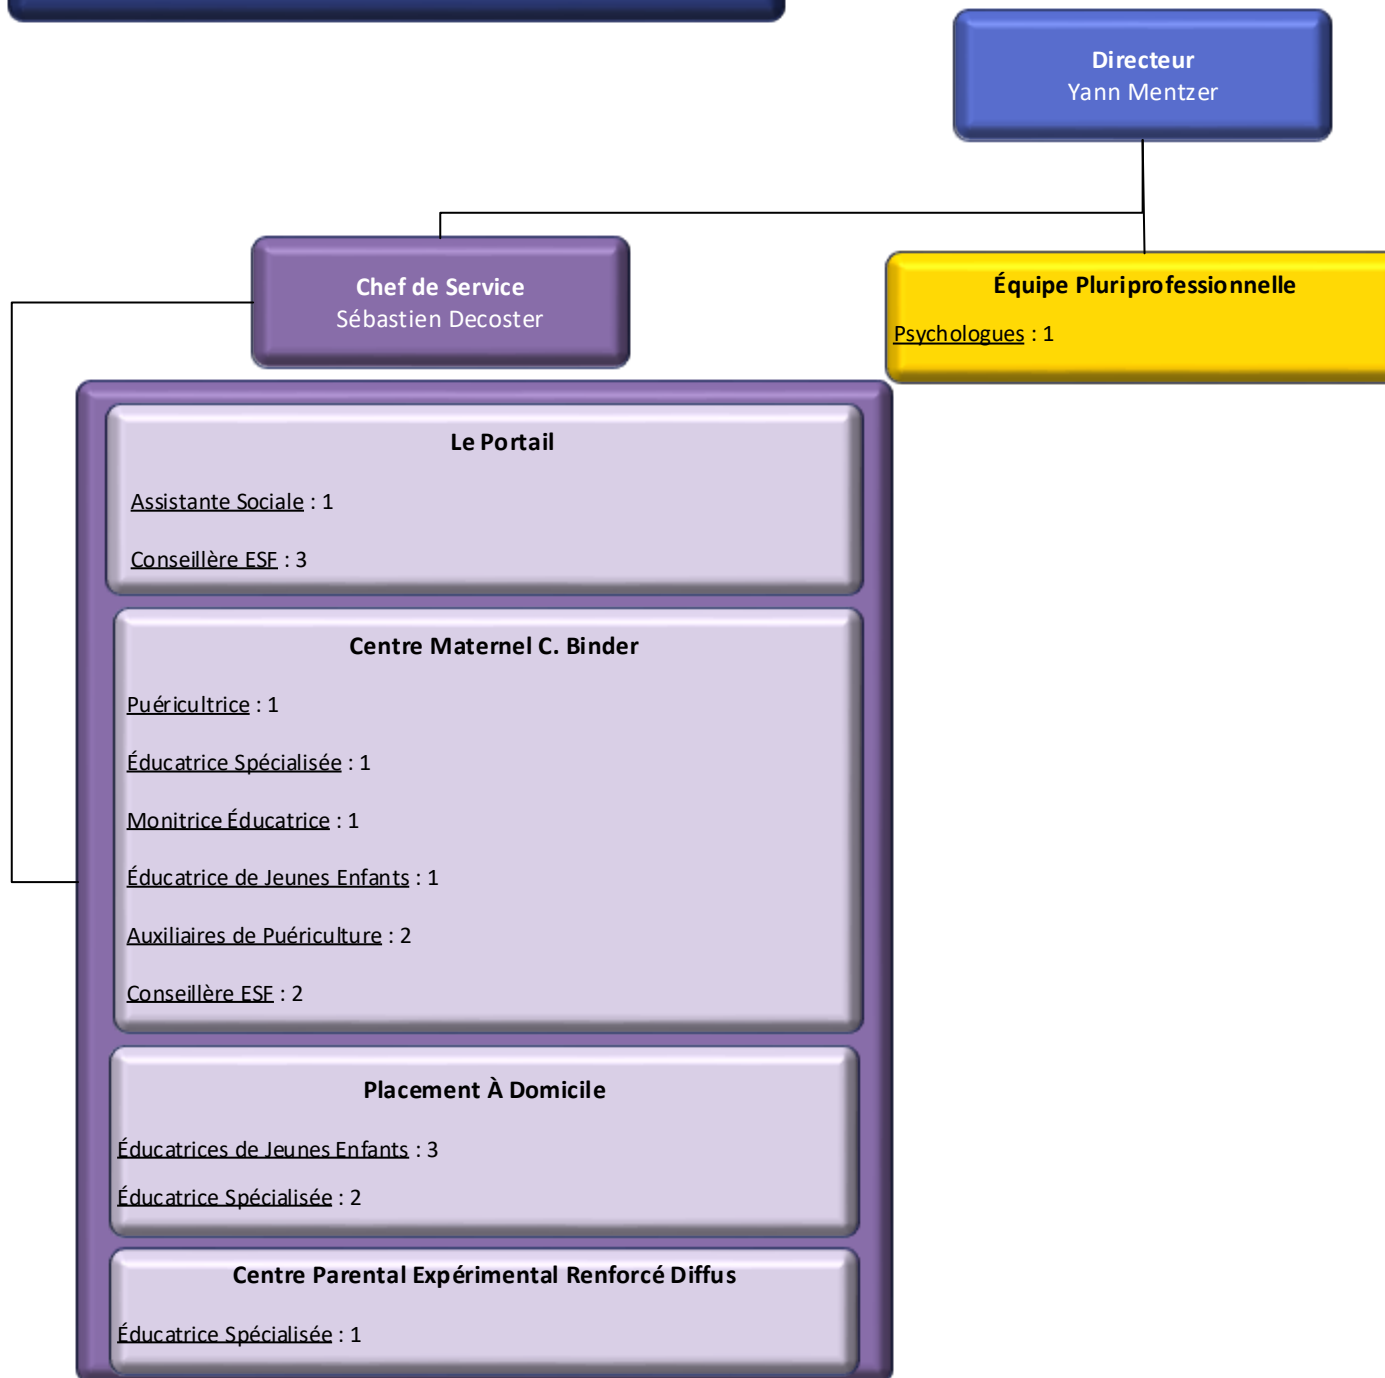 Directeur
Yann Mentzer
Chef de Service
Sébastien Decoster
Équipe Pluriprofessionnelle
Psychologues : 1
Le Portail
Assistante Sociale : 1
Conseillère ESF : 3
Centre Maternel C. Binder
Puéricultrice : 1
Éducatrice Spécialisée : 1
Monitrice Éducatrice : 1
Éducatrice de Jeunes Enfants : 1
Auxiliaires de Puériculture : 2
Conseillère ESF : 2
Placement À Domicile
Éducatrices de Jeunes Enfants : 3
Éducatrice Spécialisée : 2
Centre Parental Expérimental Renforcé Diffus
Éducatrice Spécialisée : 1